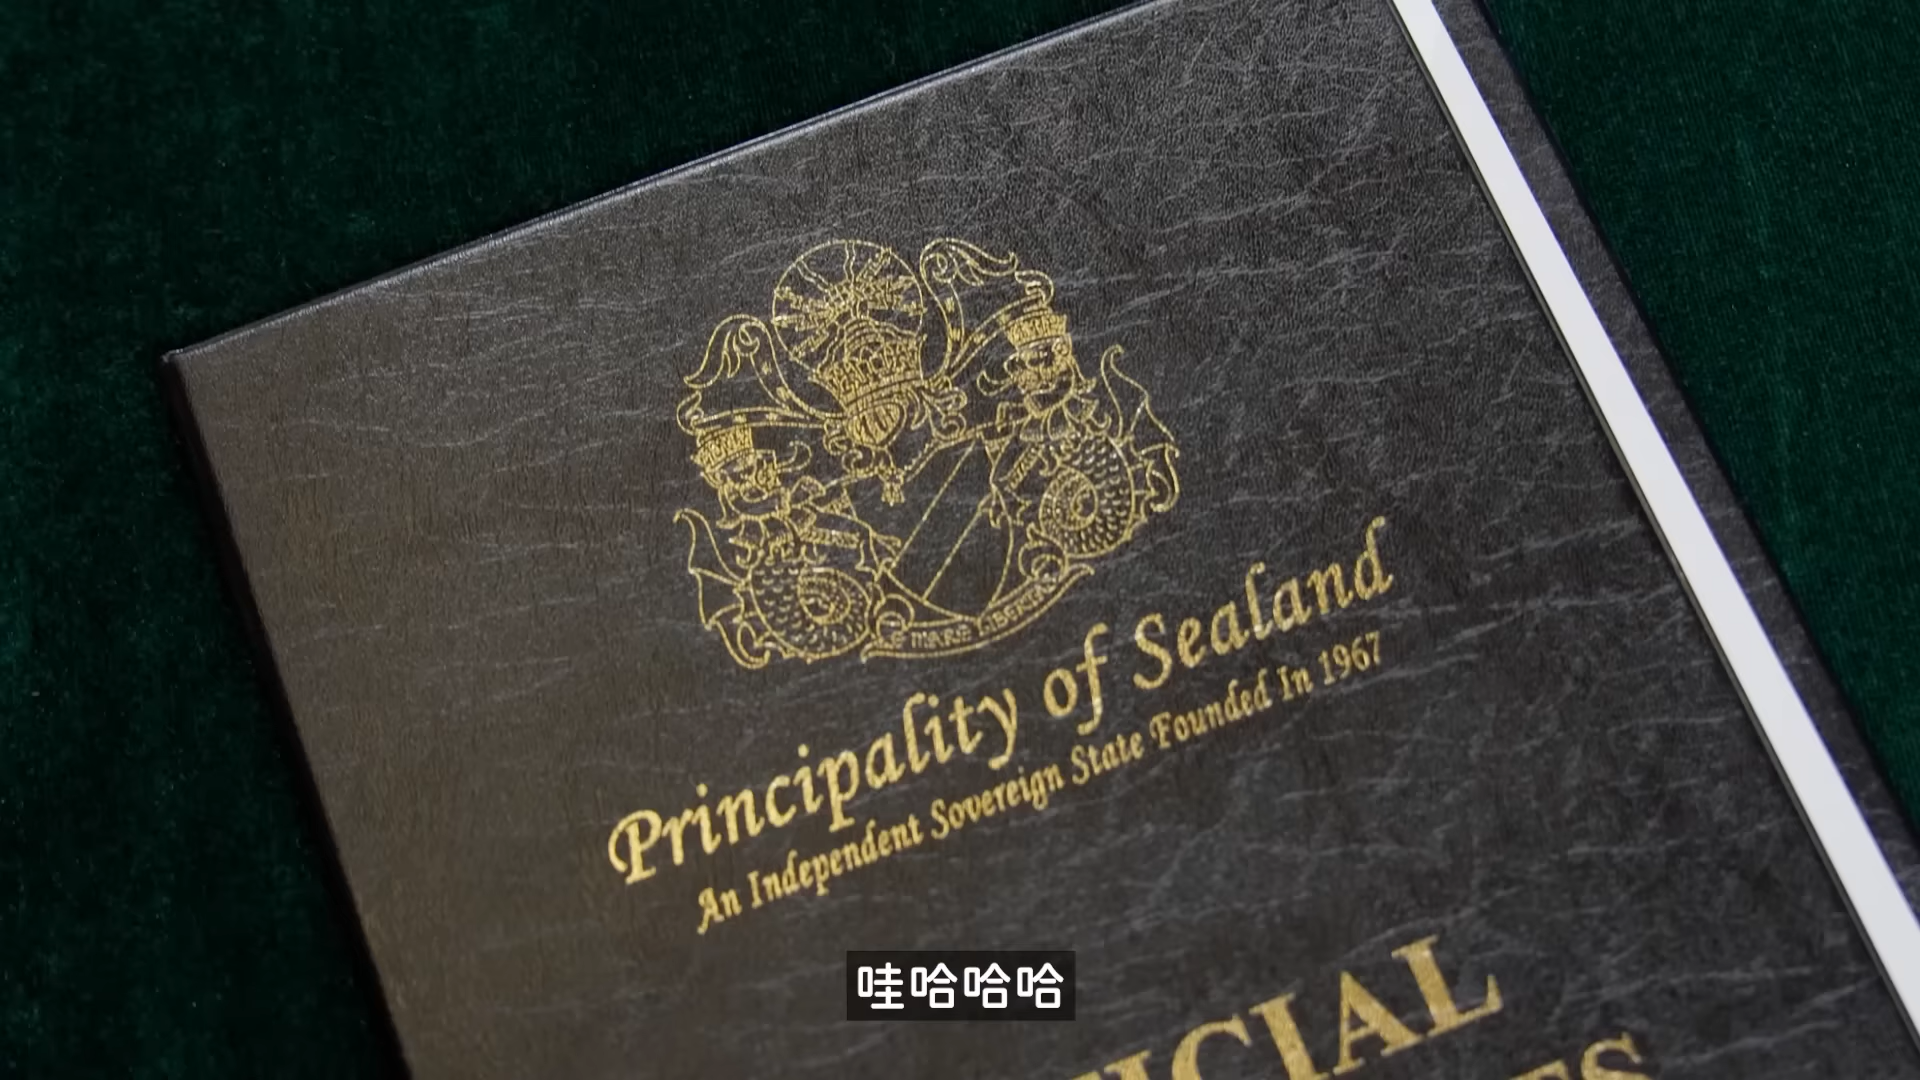 E MARE LIBERTAS
Principality of Sealand
An Independent Sovereign State Founded In 1967
哇哈哈哈